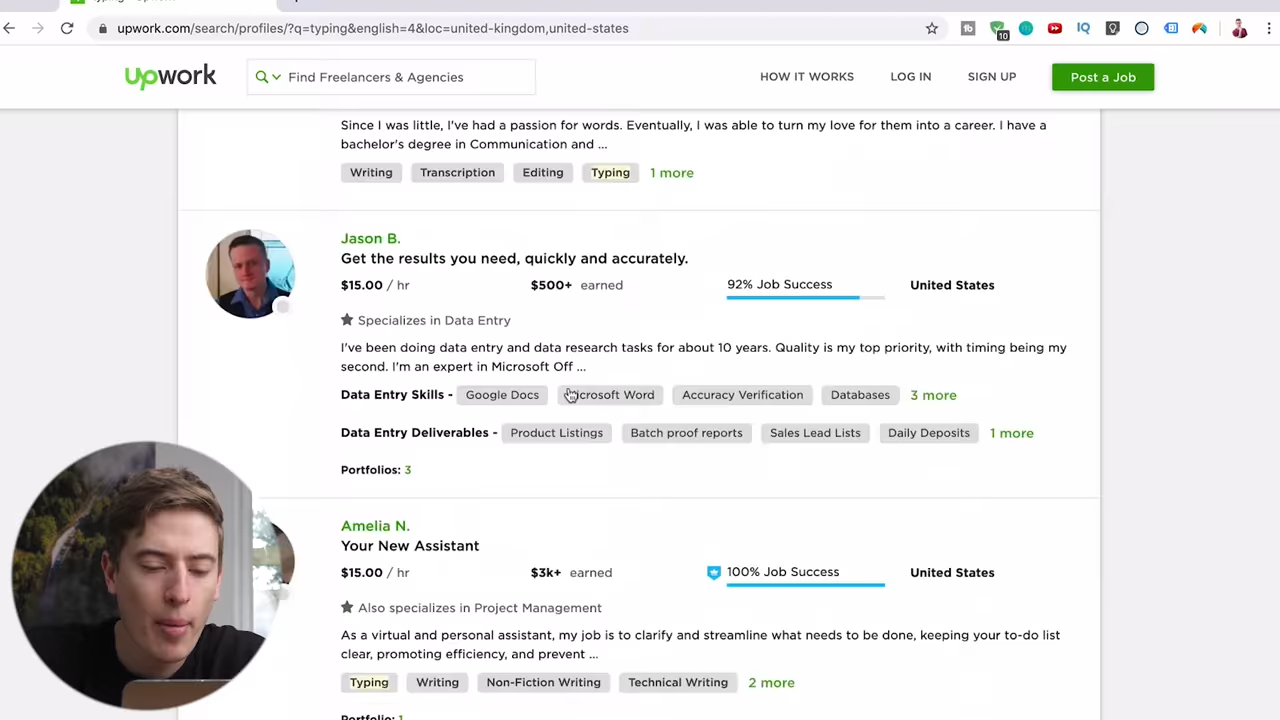 upwork.com/search/profiles/?q=typing&english=4&loc=united-kingdom,united-states
10
IQ
upwork
Find Freelancers & Agencies
HOW IT WORKS
LOG IN
SIGN UP
Post a Job
Since I was little, I've had a passion for words. Eventually, I was able to turn my love for them into a career. I have a
bachelor's degree in Communication and ...
Writing Transcription Editing Typing 1 more
Jason B.
Get the results you need, quickly and accurately.
$15.00 / hr $500+ earned 92% Job Success United States
Specializes in Data Entry
I've been doing data entry and data research tasks for about 10 years. Quality is my top priority, with timing being my
second. I'm an expert in Microsoft Off ...
Data Entry Skills - Google Docs Microsoft Word Accuracy Verification Databases 3 more
Data Entry Deliverables - Product Listings Batch proof reports Sales Lead Lists Daily Deposits 1 more
Portfolios: 3
Amelia N.
Your New Assistant
$15.00 / hr $3k+ earned 100% Job Success United States
Also specializes in Project Management
As a virtual and personal assistant, my job is to clarify and streamline what needs to be done, keeping your to-do list
clear, promoting efficiency, and prevent ...
Typing Writing Non-Fiction Writing Technical Writing 2 more
Portfolio: 1